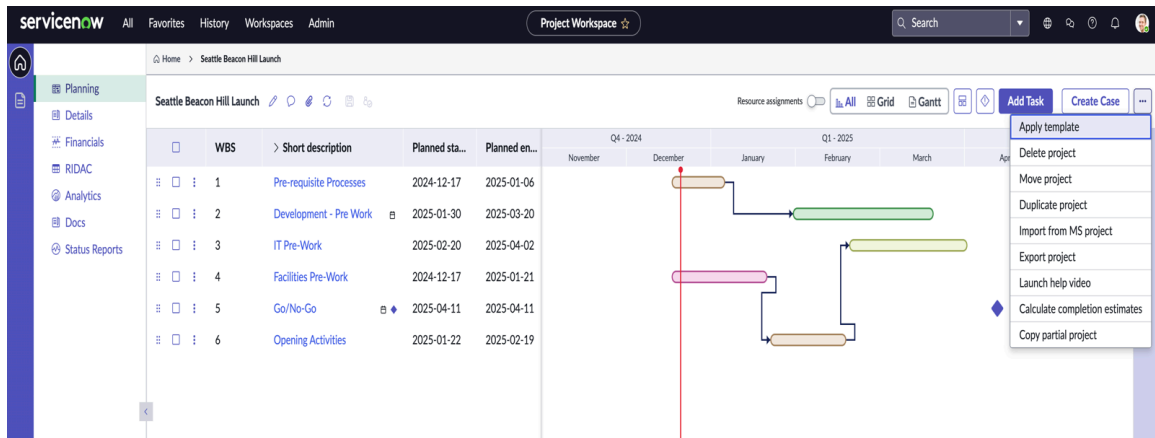 servicenow All Favorites History Workspaces Admin Project Workspace Search
Home > Seattle Beacon Hill Launch
Planning
Details
Financials
RIDAC
Analytics
Docs
Status Reports
Seattle Beacon Hill Launch Resource assignments All Grid Gantt Add Task Create Case
Apply template
Delete project
Move project
Duplicate project
Import from MS project
Export project
Launch help video
Calculate completion estimates
Copy partial project
WBS > Short description Planned sta... Planned en...
Q4 - 2024 Q1 - 2025
November December January February March Apr
1 Pre-requisite Processes 2024-12-17 2025-01-06
2 Development - Pre Work 2025-01-30 2025-03-20
3 IT Pre-Work 2025-02-20 2025-04-02
4 Facilities Pre-Work 2024-12-17 2025-01-21
5 Go/No-Go 2025-04-11 2025-04-11
6 Opening Activities 2025-01-22 2025-02-19